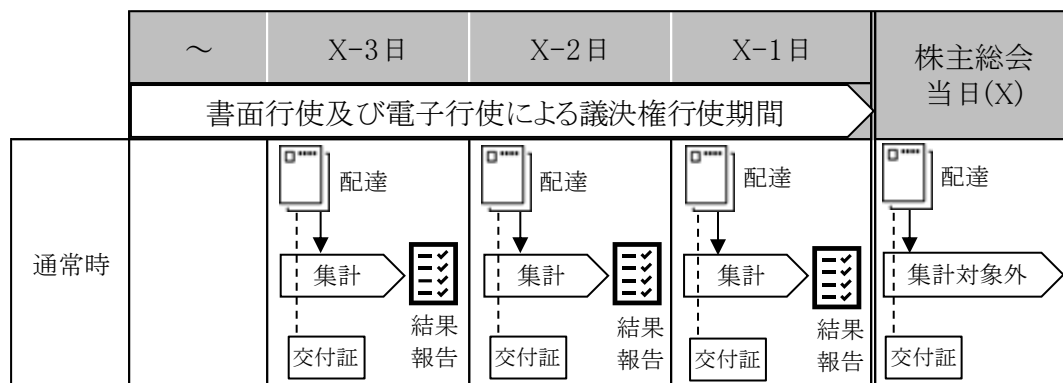 ～
X-3日
X-2日
X-1日
株主総会
当日(X)
書面行使及び電子行使による議決権行使期間
通常時
配達
集計
結果
報告
交付証
配達
集計
結果
報告
交付証
配達
集計
結果
報告
交付証
配達
集計対象外
交付証